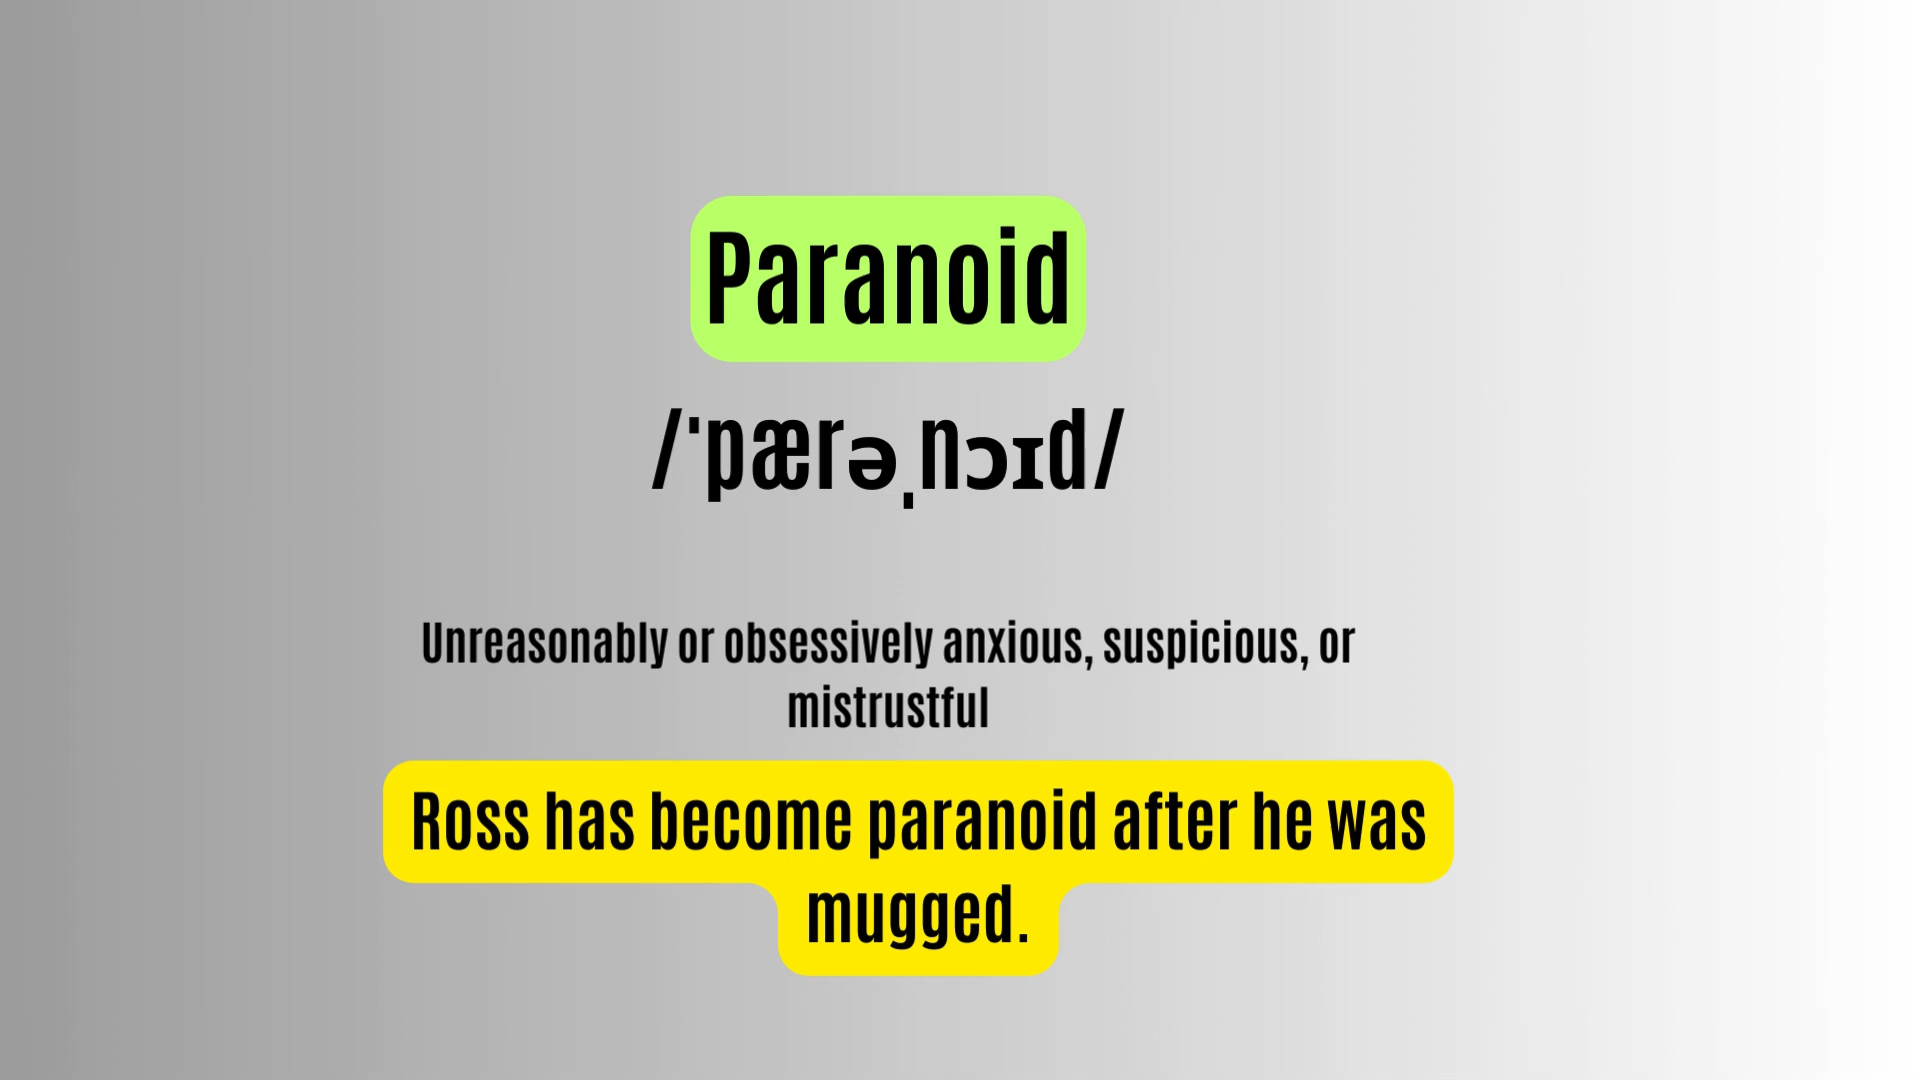 Paranoid
/ˈpærəˌnɔɪd/
Unreasonably or obsessively anxious, suspicious, or
mistrustful
Ross has become paranoid after he was
mugged.